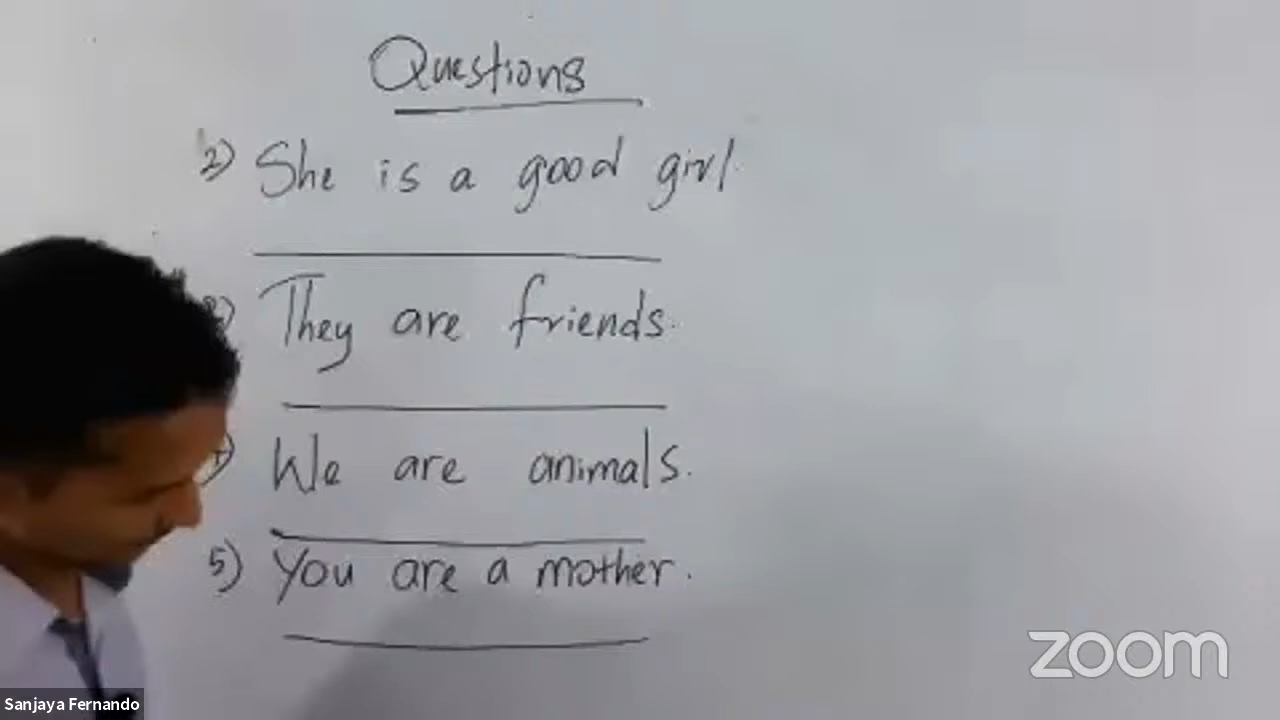 Questions
2) She is a good girl.
They are friends.
We are animals.
5) You are a mother.
zoom
Sanjaya Fernando